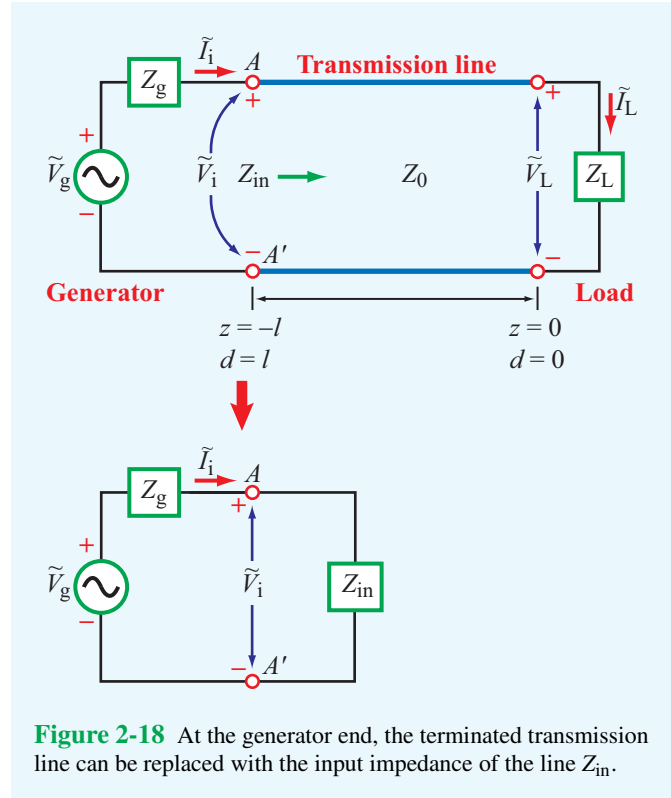 Ĩi A Transmission line
Zg
+ + ĨL
+
Ṽg Ṽi Zin Z0 ṼL ZL
−
− A′ −
Generator Load
z = −l z = 0
d = l d = 0
Ĩi A
Zg
+
+
Ṽg Ṽi Zin
−
− A′
Figure 2-18 At the generator end, the terminated transmission
line can be replaced with the input impedance of the line Zin.